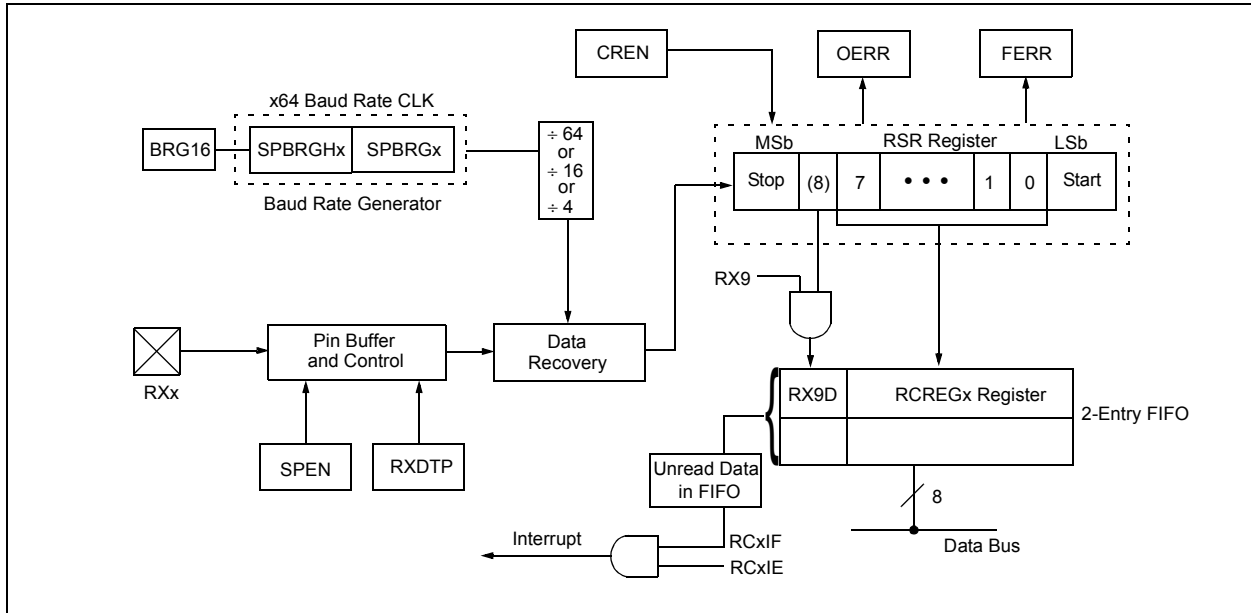 CREN
OERR
FERR
x64 Baud Rate CLK
BRG16
SPBRGHx
SPBRGx
Baud Rate Generator
÷ 64
or
÷ 16
or
÷ 4
MSb
RSR Register
LSb
Stop
(8)
7
• • •
1
0
Start
RX9
RXx
Pin Buffer
and Control
Data
Recovery
SPEN
RXDTP
RX9D
RCREGx Register
2-Entry FIFO
Unread Data
in FIFO
8
Data Bus
Interrupt
RCxIF
RCxIE